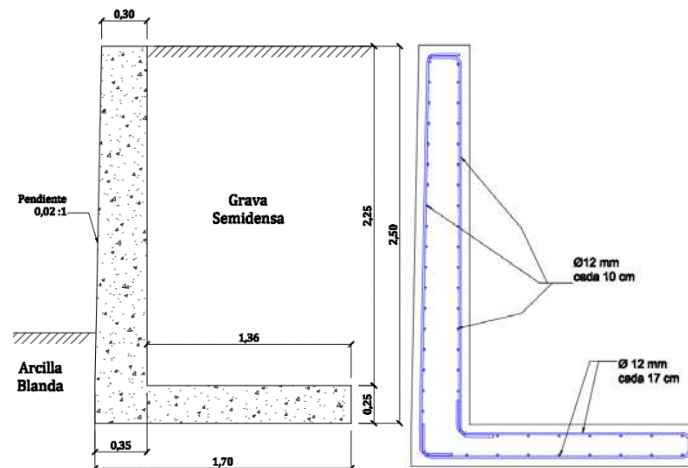 0,30
Pendiente
0,02 :1
Grava
Semidensa
2,25
2,50
1,36
Arcilla
Blanda
0,25
0,35
1,70
Ø12 mm
cada 10 cm
Ø 12 mm
cada 17 cm